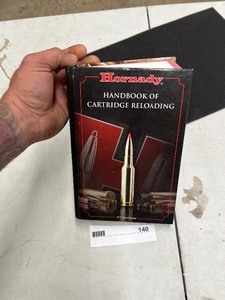 Hornady
HANDBOOK OF
CARTRIDGE RELOADING
140